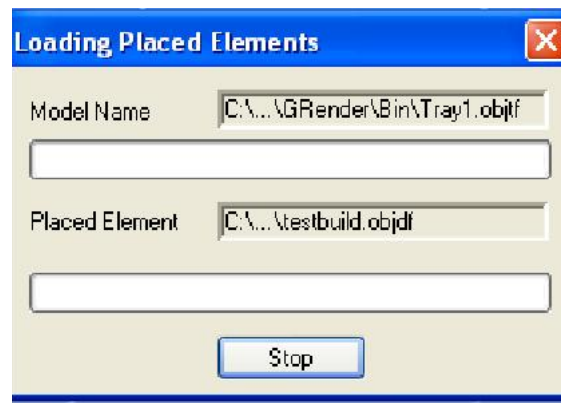 Loading Placed Elements
Model Name C:\...\GRender\Bin\Tray1.objtf
Placed Element C:\...\testbuild.objdf
Stop